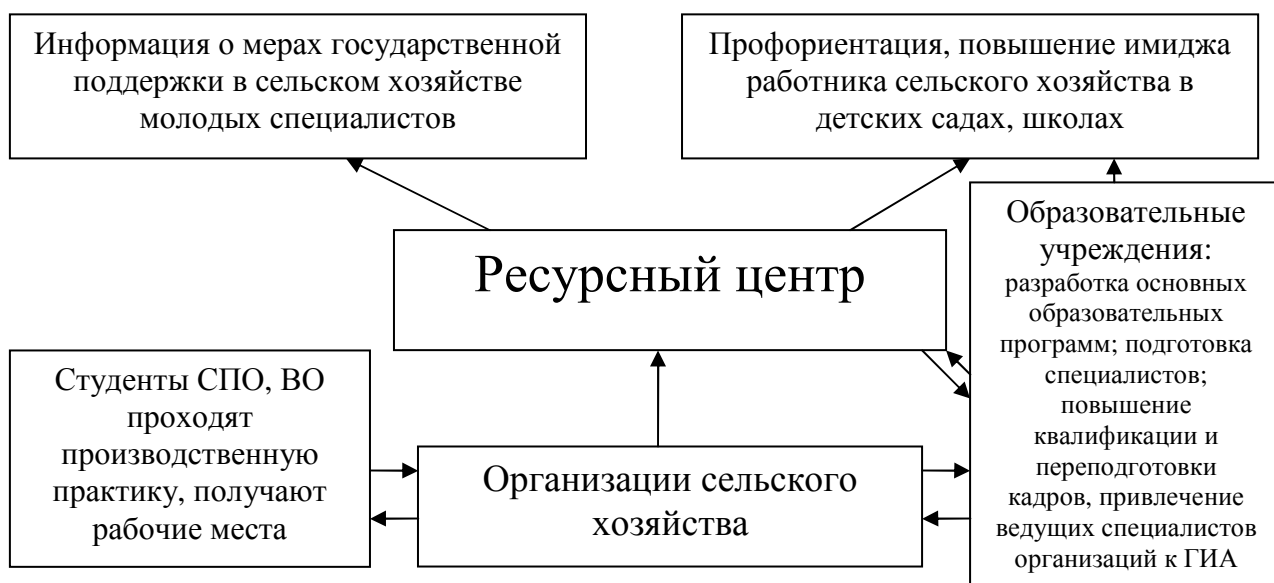 Информация о мерах государственной
поддержки в сельском хозяйстве
молодых специалистов
Профориентация, повышение имиджа
работника сельского хозяйства в
детских садах, школах
Ресурсный центр
Образовательные
учреждения:
разработка основных
образовательных
программ; подготовка
специалистов;
повышение
квалификации и
переподготовки
кадров, привлечение
ведущих специалистов
организаций к ГИА
Студенты СПО, ВО
проходят
производственную
практику, получают
рабочие места
Организации сельского
хозяйства